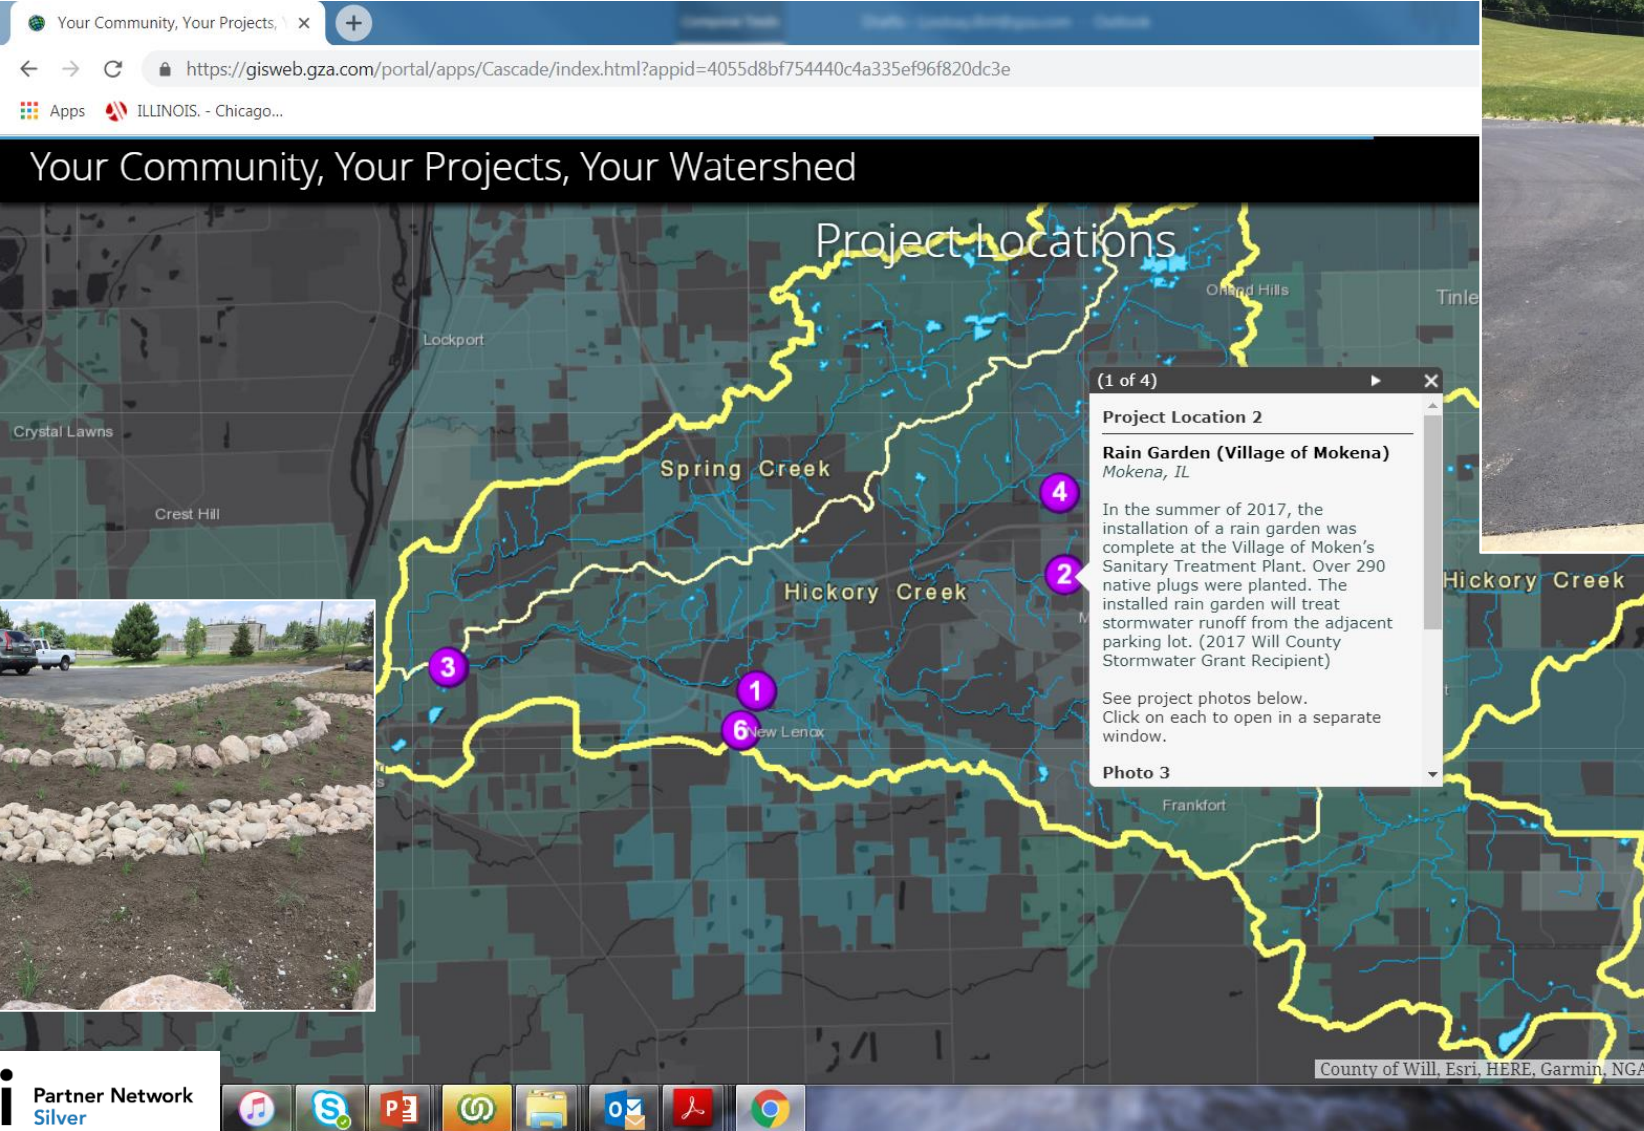 Your Community, Your Projects,
https://gisweb.gza.com/portal/apps/Cascade/index.html?appid=4055d8bf754440c4a335ef96f820dc3e
Apps
ILLINOIS. - Chicago...
Your Community, Your Projects, Your Watershed
Project Locations
Orland Hills
Tinle
Lockport
(1 of 4)
Project Location 2
Rain Garden (Village of Mokena)
Mokena, IL
In the summer of 2017, the
installation of a rain garden was
complete at the Village of Moken's
Sanitary Treatment Plant. Over 290
native plugs were planted. The
installed rain garden will treat
stormwater runoff from the adjacent
parking lot. (2017 Will County
Stormwater Grant Recipient)
See project photos below.
Click on each to open in a separate
window.
Photo 3
Crystal Lawns
Spring Creek
Crest Hill
4
2
Hickory Creek
Hickory Creek
M
3
1
6
New Lenox
t
s
Frankfort
County of Will, Esri, HERE, Garmin, NGA
i
Partner Network
Silver